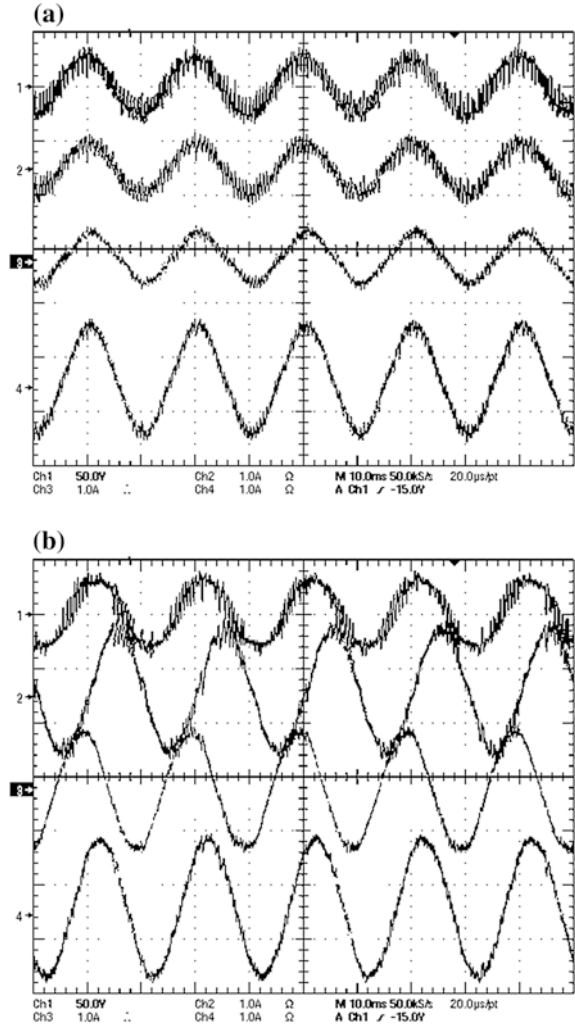 (a)
1
2
3
4
Ch1 50.0V Ch2 1.0A Ω M 10.0ms 50.0kS/s 20.0µs/pt
Ch3 1.0A Ch4 1.0A Ω A Ch1 -15.0V
(b)
1
2
3
4
Ch1 50.0V Ch2 1.0A Ω M 10.0ms 50.0kS/s 20.0µs/pt
Ch3 1.0A Ch4 1.0A Ω A Ch1 -15.0V